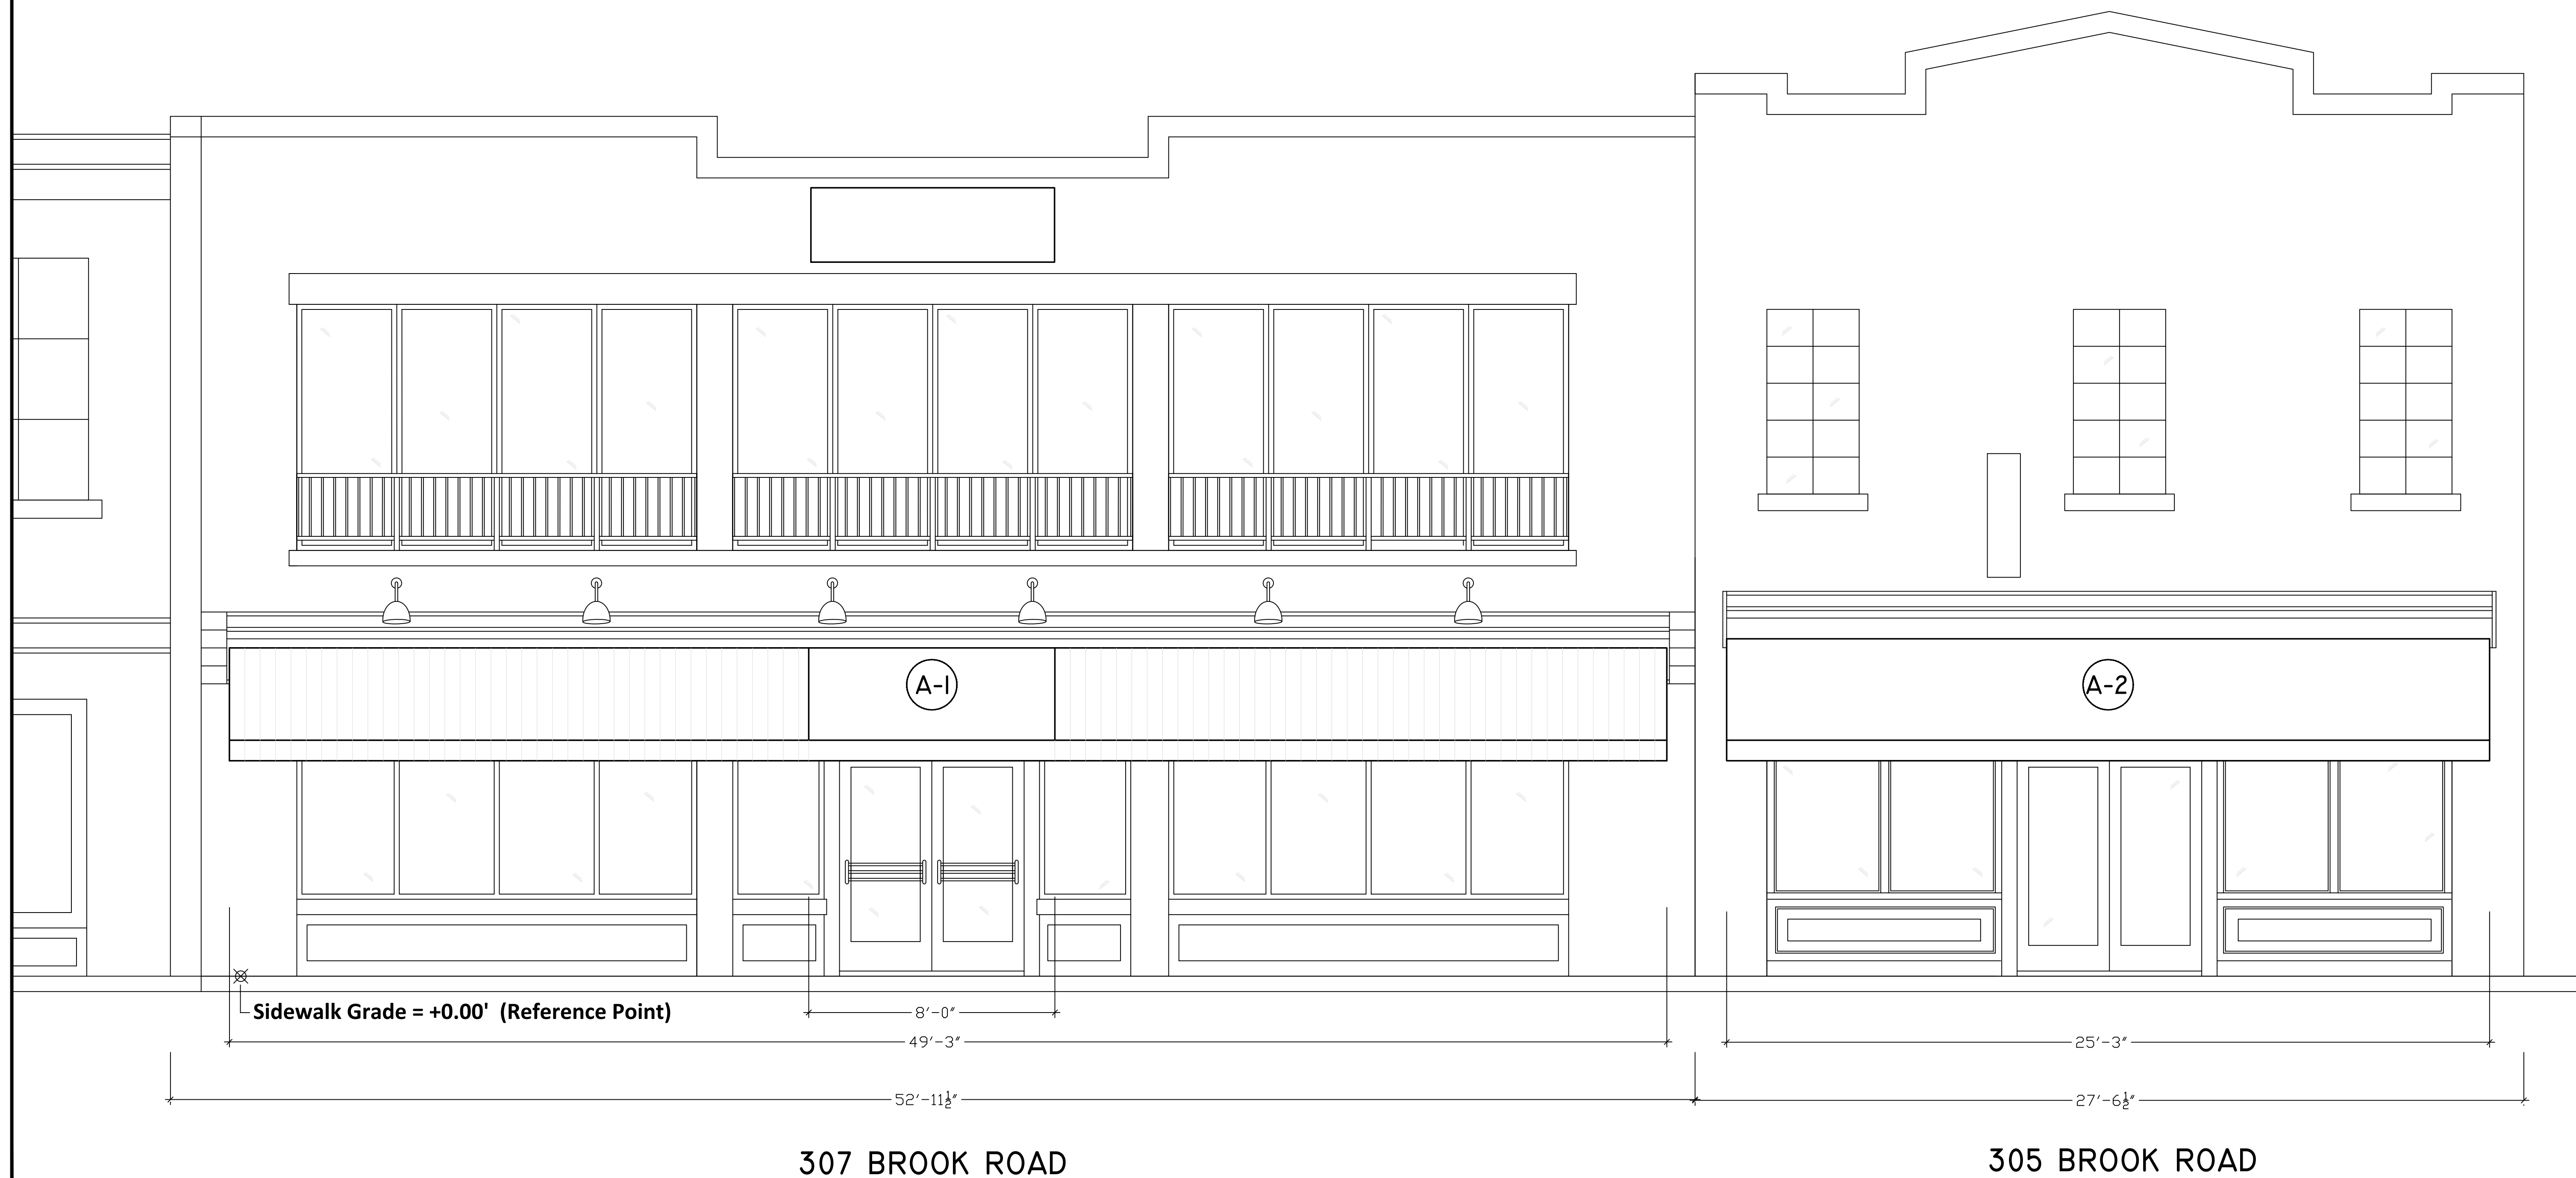 A-1
A-2
Sidewalk Grade = +0.00' (Reference Point)
8'-0"
49'-3"
25'-3"
52'-11½"
27'-6½"
307 BROOK ROAD
305 BROOK ROAD